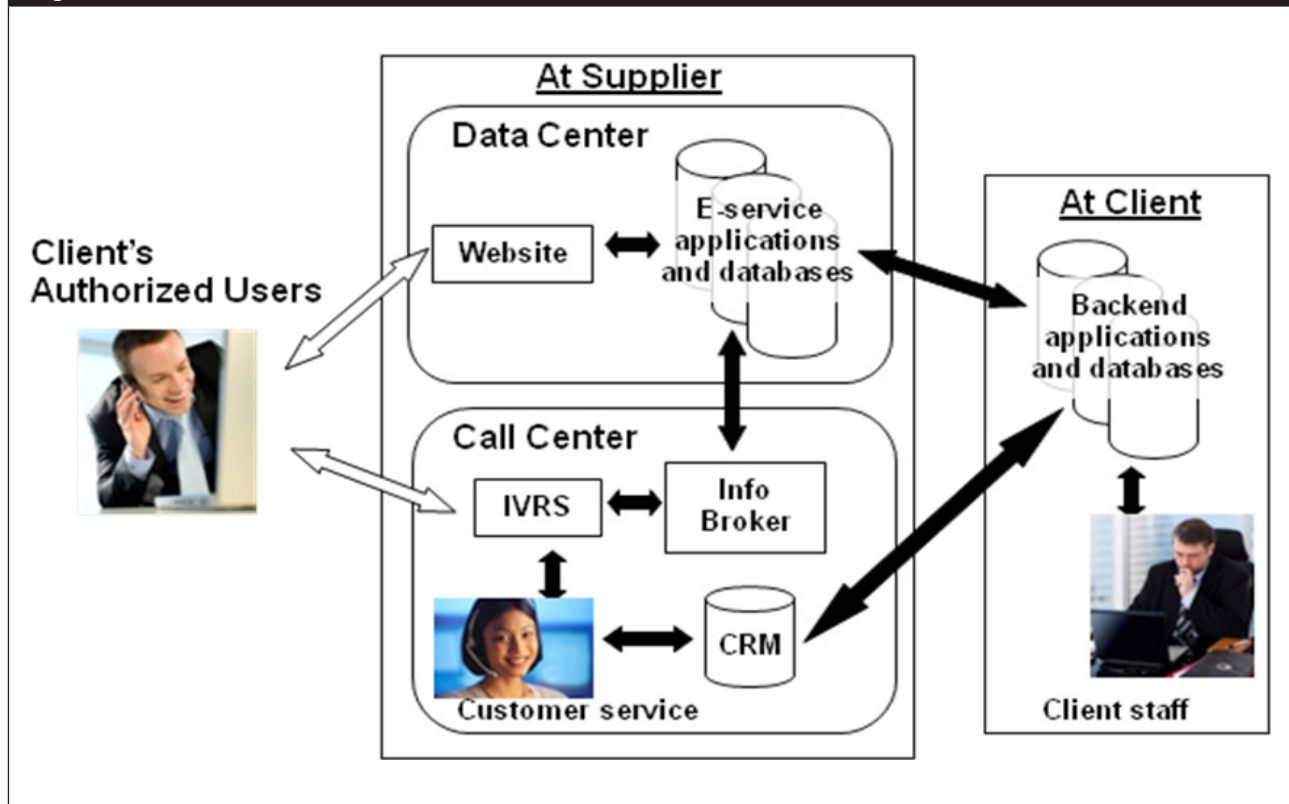 At Supplier
Data Center
E-service
applications
and databases
Website
Client's
Authorized Users
Call Center
IVRS
Info
Broker
CRM
Customer service
At Client
Backend
applications
and databases
Client staff